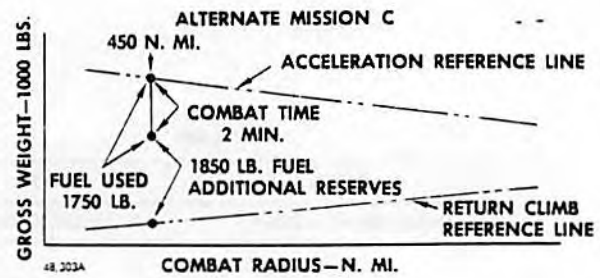 ALTERNATE MISSION C
450 N. MI.
ACCELERATION REFERENCE LINE
COMBAT TIME
2 MIN.
1850 LB. FUEL
ADDITIONAL RESERVES
FUEL USED
1750 LB.
RETURN CLIMB
REFERENCE LINE
GROSS WEIGHT—1000 LBS.
48,303A
COMBAT RADIUS—N. MI.